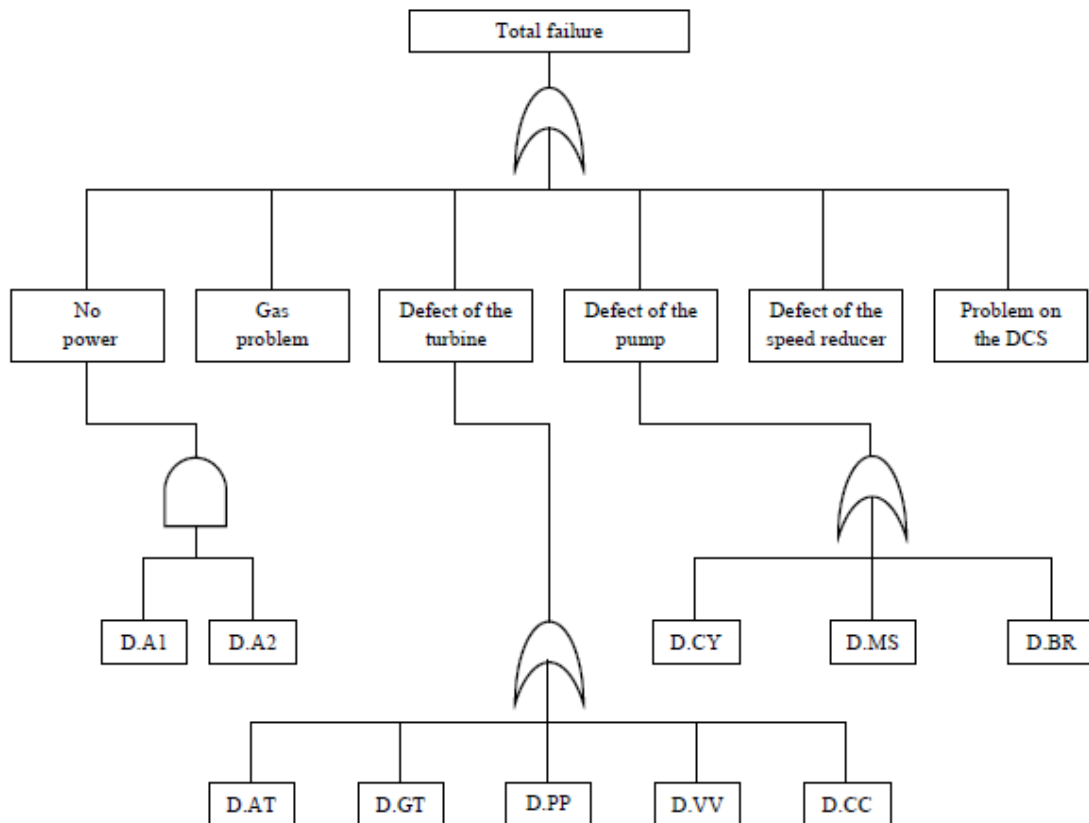 Total failure
No
power
Gas
problem
Defect of the
turbine
Defect of the
pump
Defect of the
speed reducer
Problem on
the DCS
D.A1
D.A2
D.CY
D.MS
D.BR
D.AT
D.GT
D.PP
D.VV
D.CC